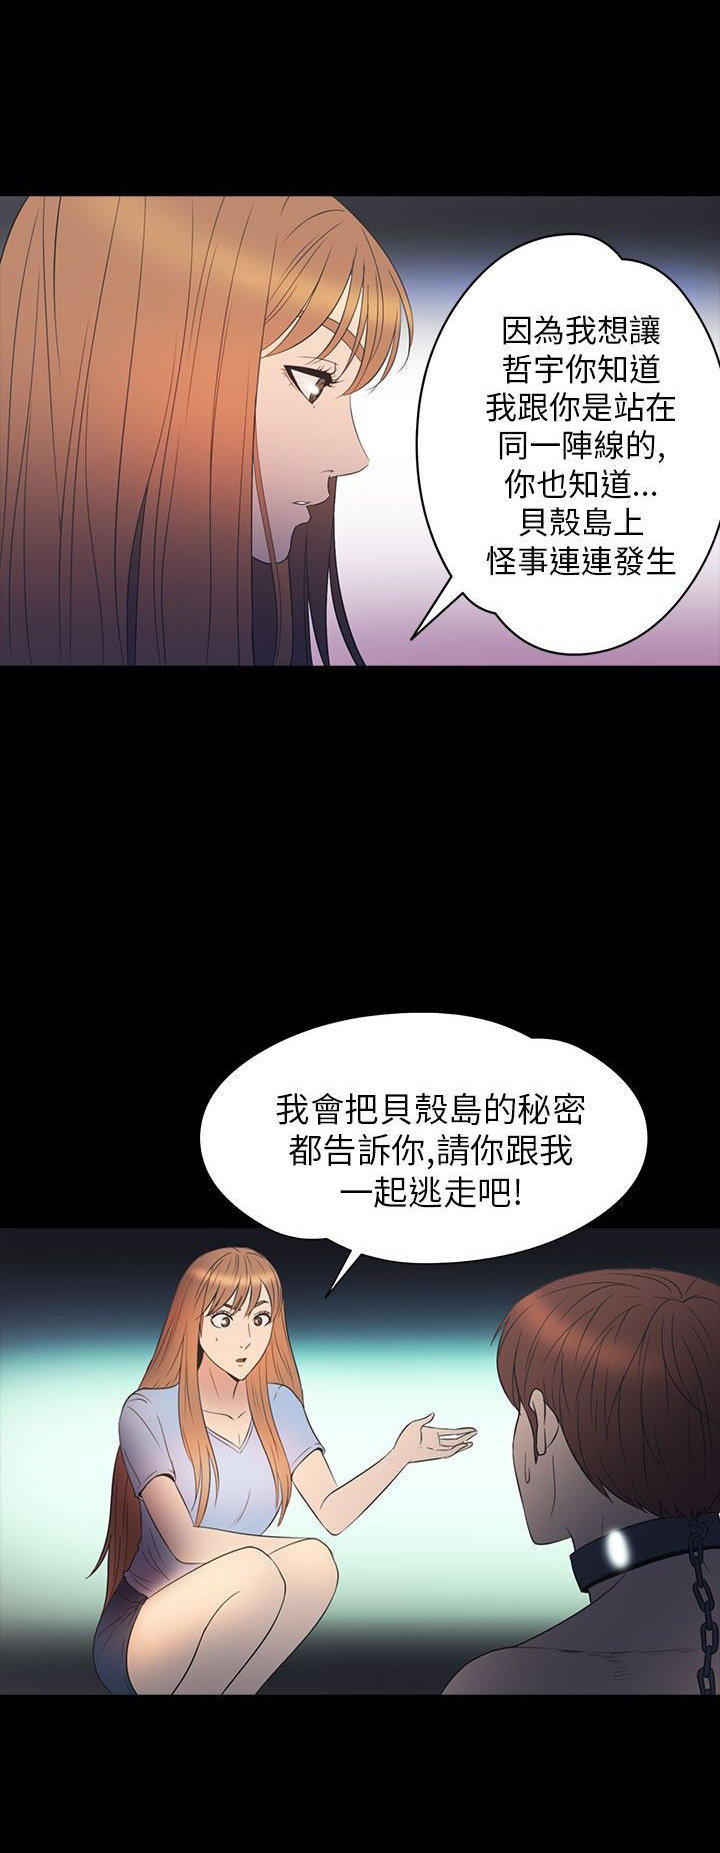 因為我想讓
哲宇你知道
我跟你是站在
同一陣線的,
你也知道...
貝殼島上
怪事連連發生
我會把貝殼島的秘密
都告訴你,請你跟我
一起逃走吧!